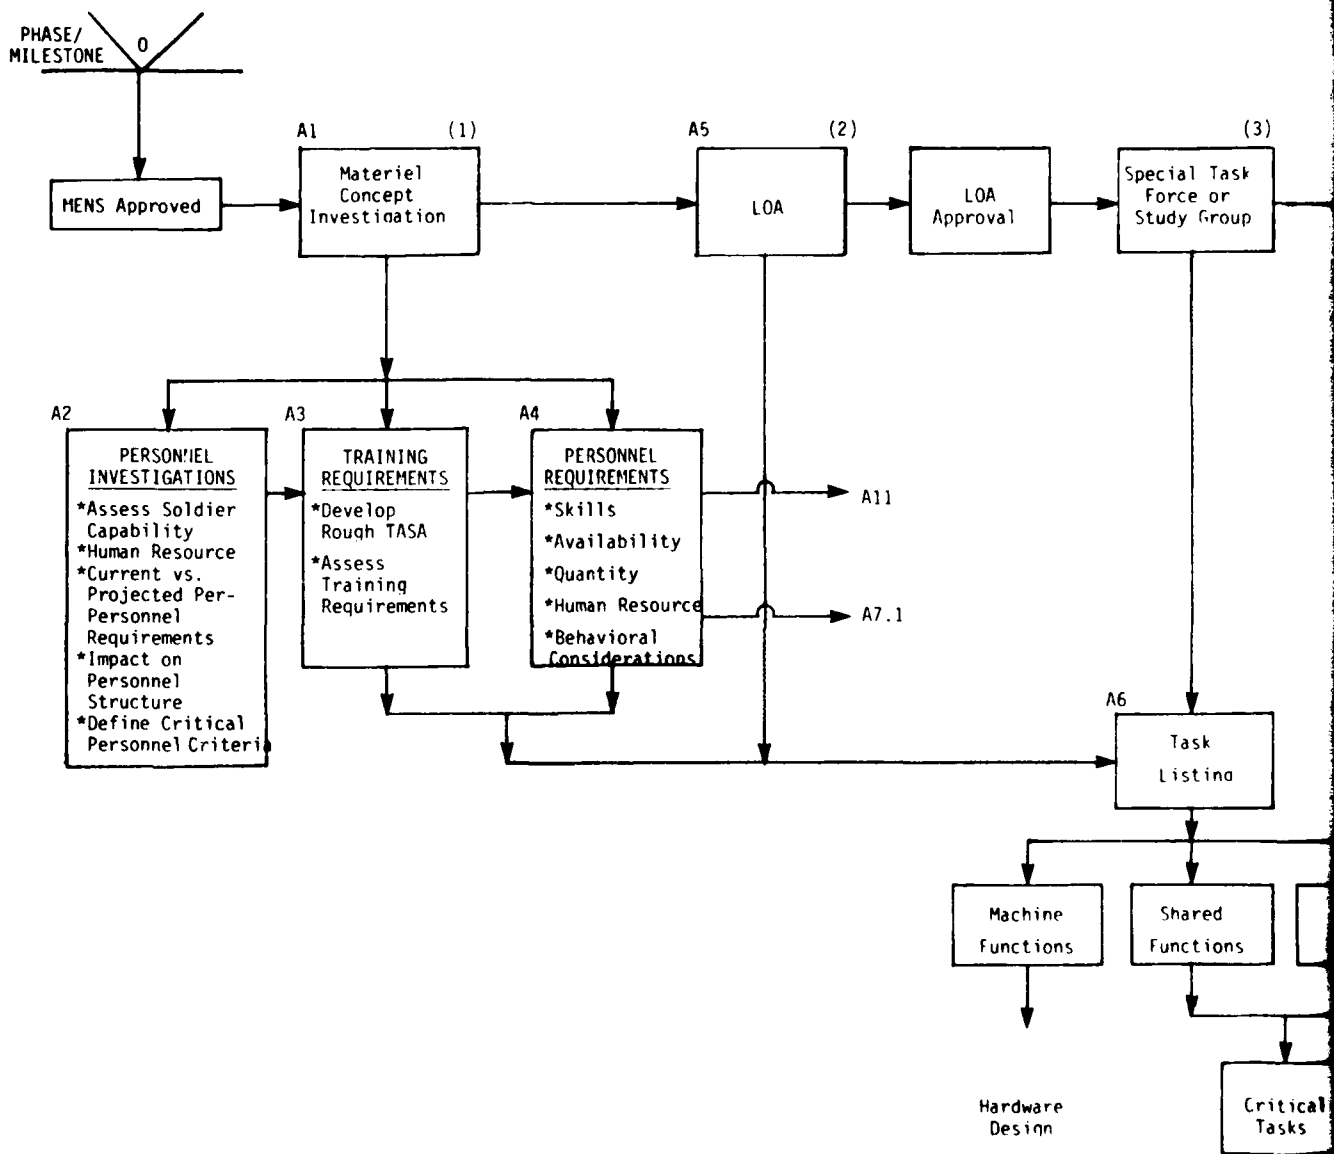 PHASE/
MILESTONE
0
A1
(1)
A5
(2)
(3)
MENS Approved
Materiel
Concept
Investigation
LOA
LOA
Approval
Special Task
Force or
Study Group
A2
PERSONNEL
INVESTIGATIONS
*Assess Soldier
Capability
*Human Resource
*Current vs.
Projected Per-
Personnel
Requirements
*Impact on
Personnel
Structure
*Define Critical
Personnel Criteria
A3
TRAINING
REQUIREMENTS
*Develop
Rough TASA
*Assess
Training
Requirements
A4
PERSONNEL
REQUIREMENTS
*Skills
*Availability
*Quantity
*Human Resource
*Behavioral
Considerations
A11
A7.1
A6
Task
Listing
Machine
Functions
Shared
Functions
Hardware
Design
Critical
Tasks